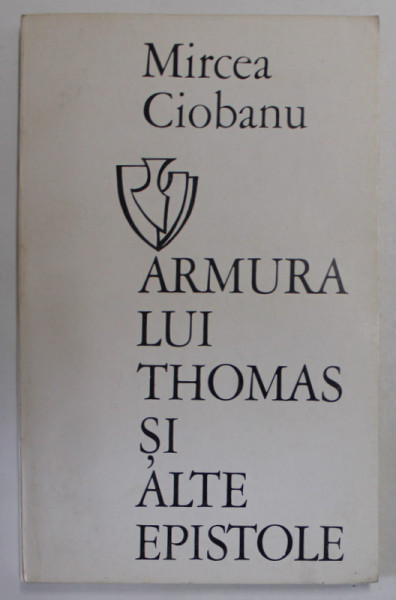 Mircea
Ciobanu
ARMURA
LUI
THOMAS
ȘI
ALTE
EPISTOLE